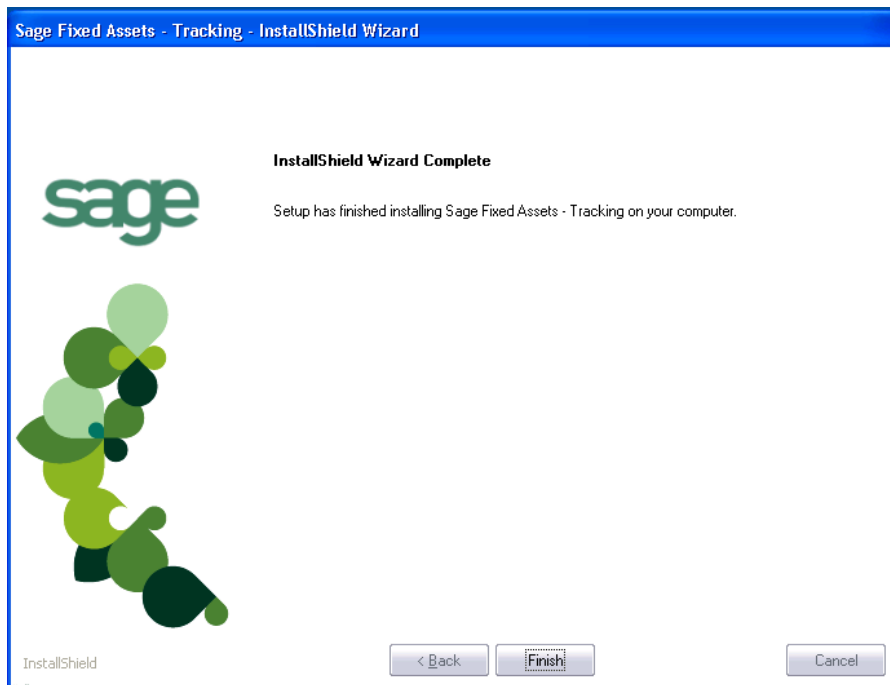 Sage Fixed Assets - Tracking - InstallShield Wizard
InstallShield Wizard Complete
sage
Setup has finished installing Sage Fixed Assets - Tracking on your computer.
InstallShield
< Back
Finish
Cancel